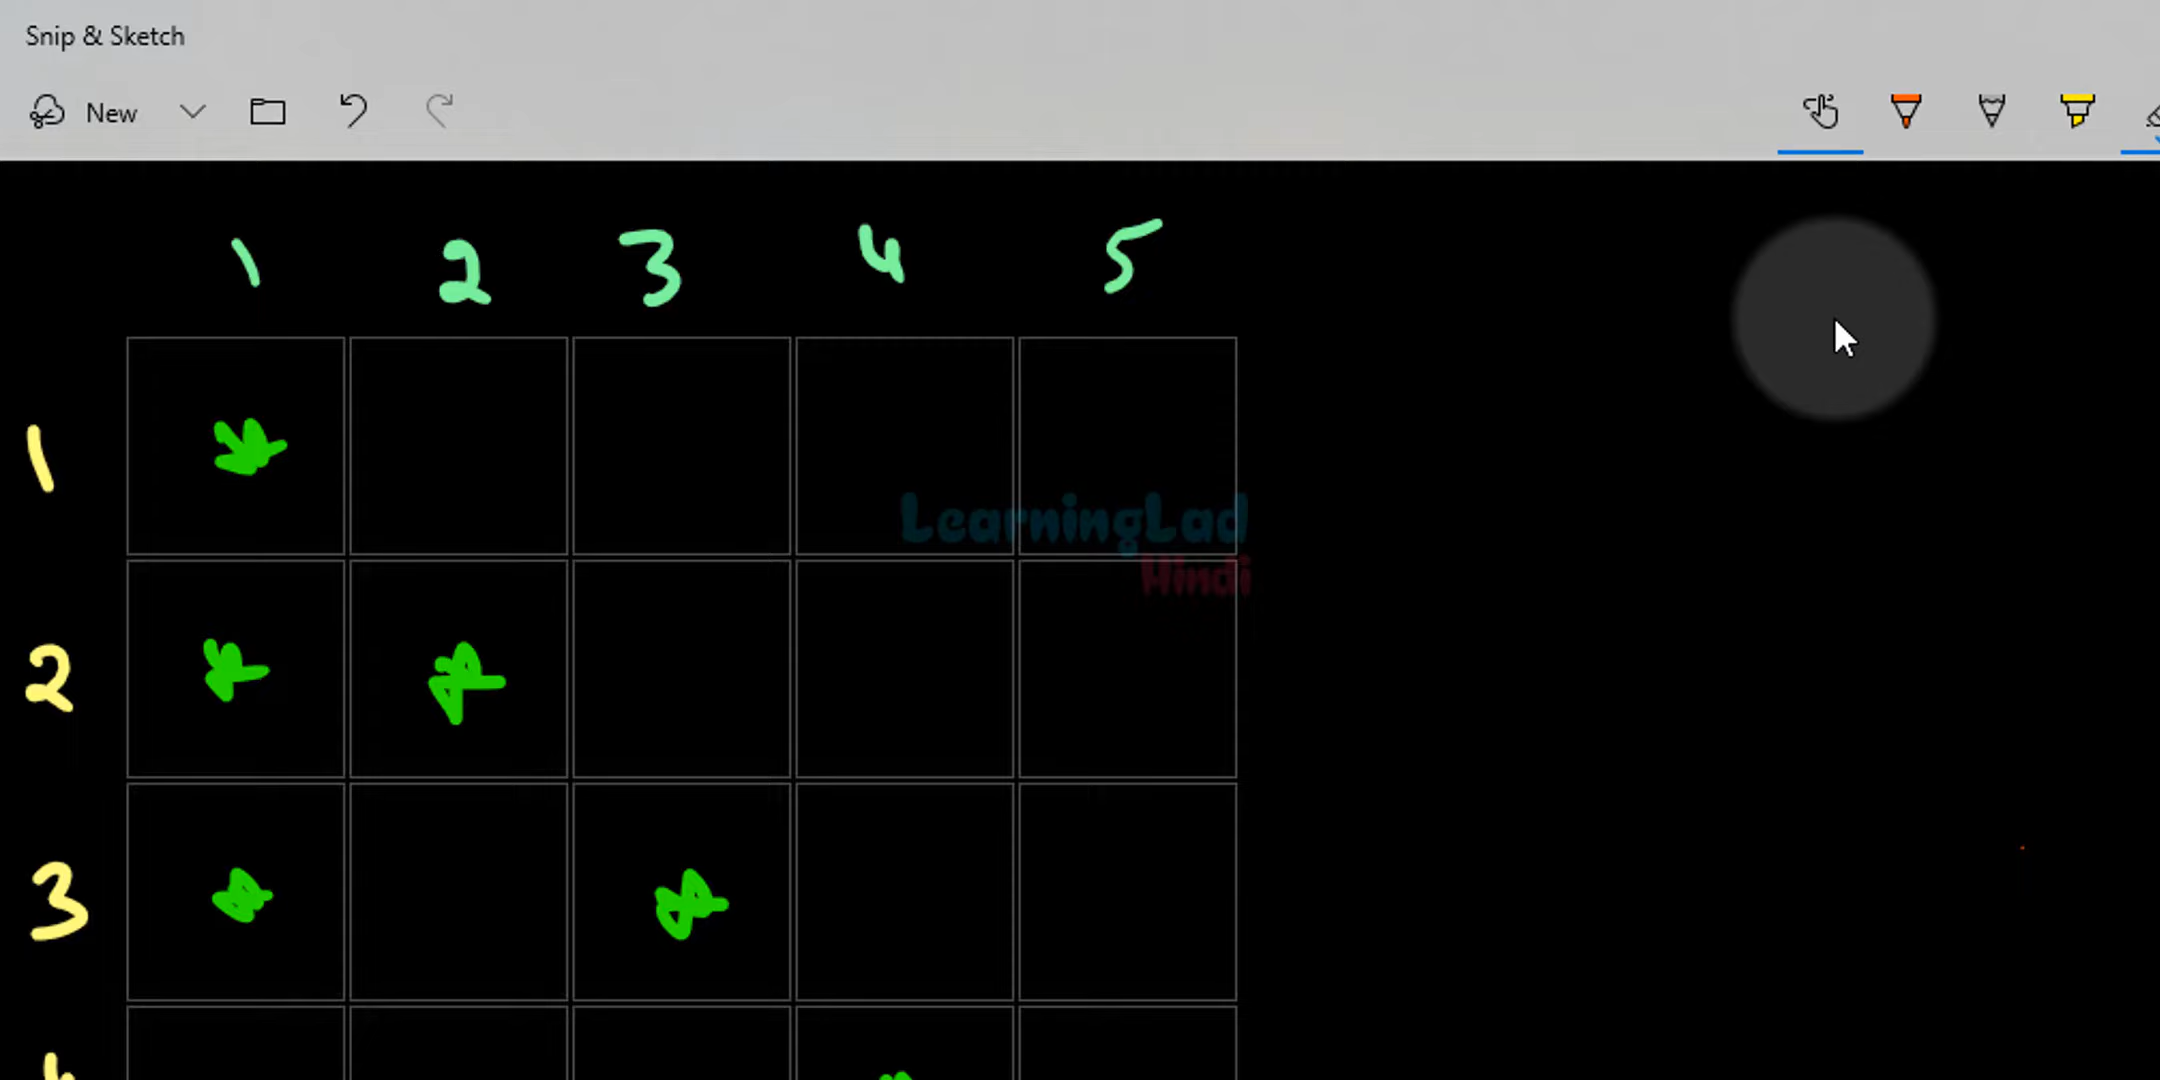 Snip & Sketch
New
1 2 3 4 5
1
LearningLad
Hindi
2
3